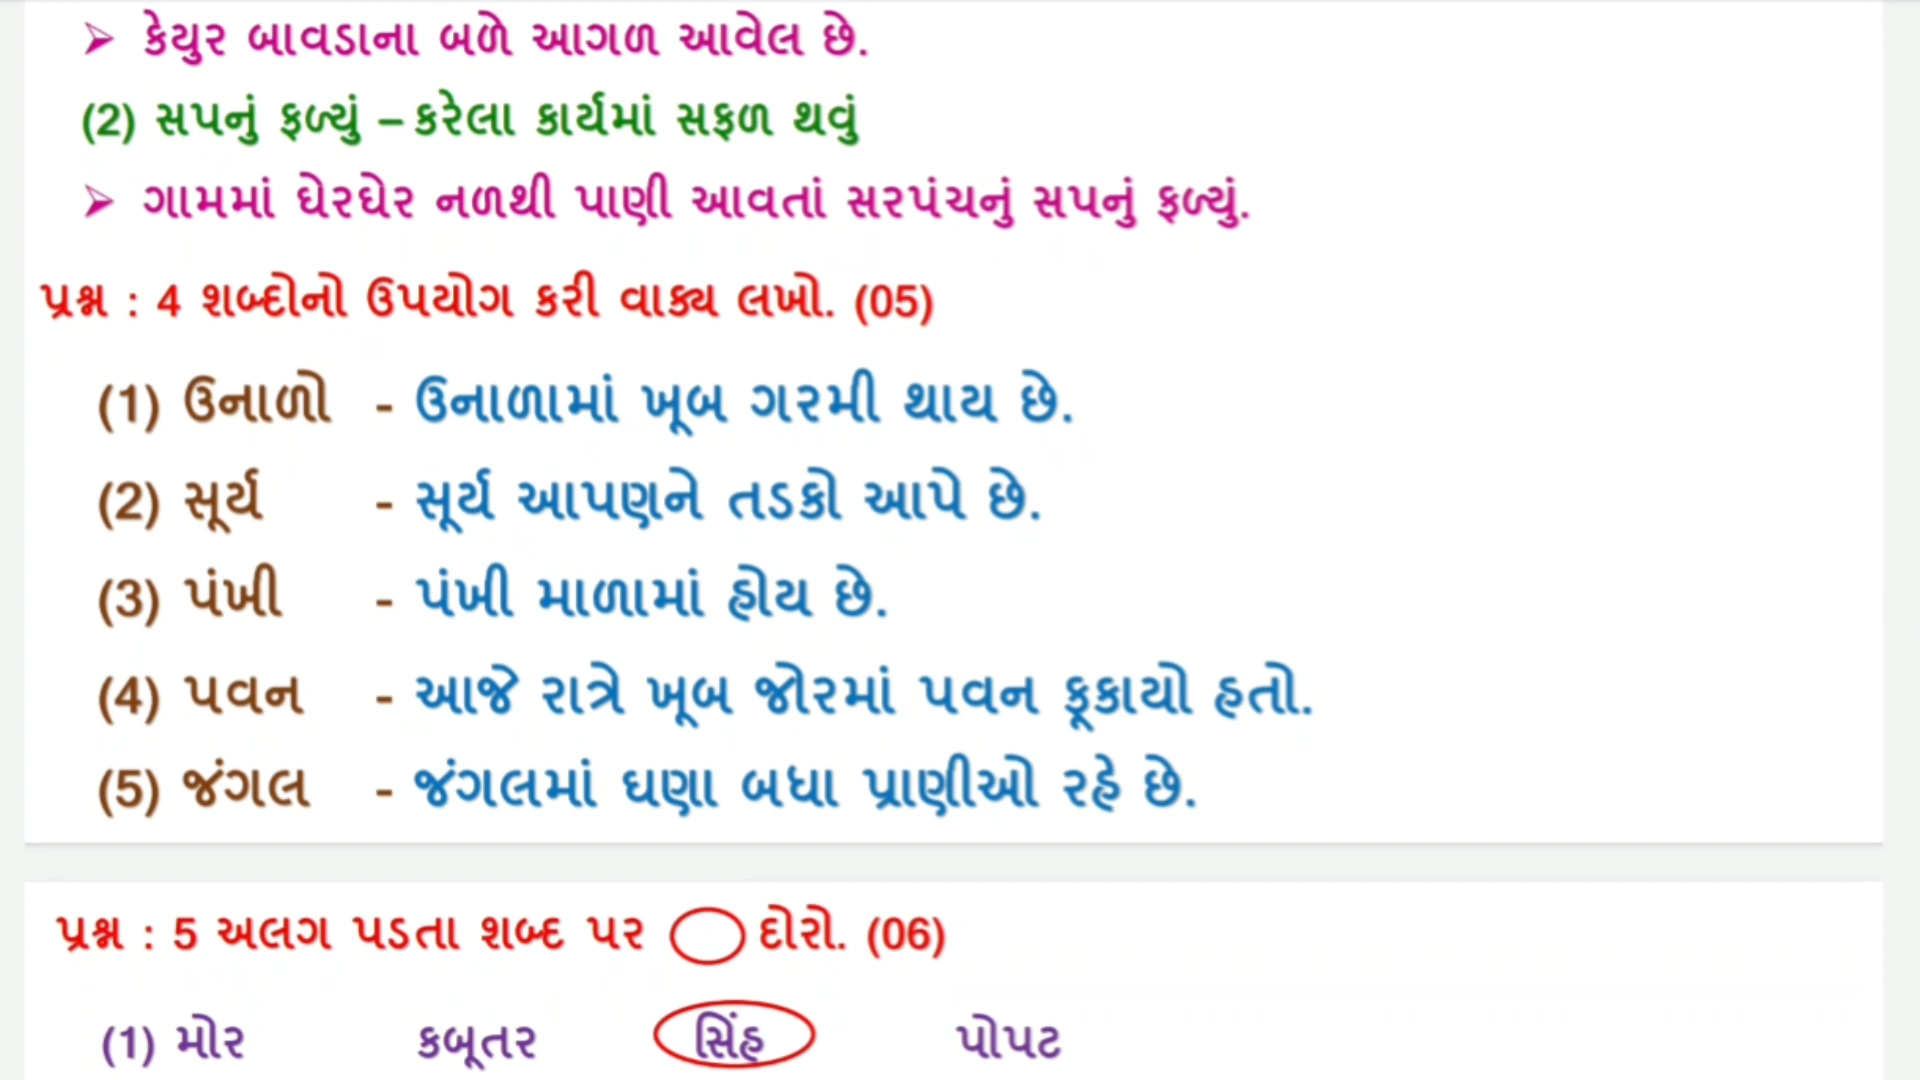 ➢ કેયુર બાવડાના બળે આગળ આવેલ છે.
(2) સપનું ફળ્યું – કરેલા કાર્યમાં સફળ થવું
➢ ગામમાં ઘેરઘેર નળથી પાણી આવતાં સરપંચનું સપનું ફળ્યું.
પ્રશ્ન : 4 શબ્દોનો ઉપયોગ કરી વાક્ય લખો. (05)
(1) ઉનાળો - ઉનાળામાં ખૂબ ગરમી થાય છે.
(2) સૂર્ય - સૂર્ય આપણને તડકો આપે છે.
(3) પંખી - પંખી માળામાં હોય છે.
(4) પવન - આજે રાત્રે ખૂબ જોરમાં પવન ફૂકાયો હતો.
(5) જંગલ - જંગલમાં ઘણા બધા પ્રાણીઓ રહે છે.
પ્રશ્ન : 5 અલગ પડતા શબ્દ પર દોરો. (06)
(1) મોર કબૂતર સિંહ પોપટ